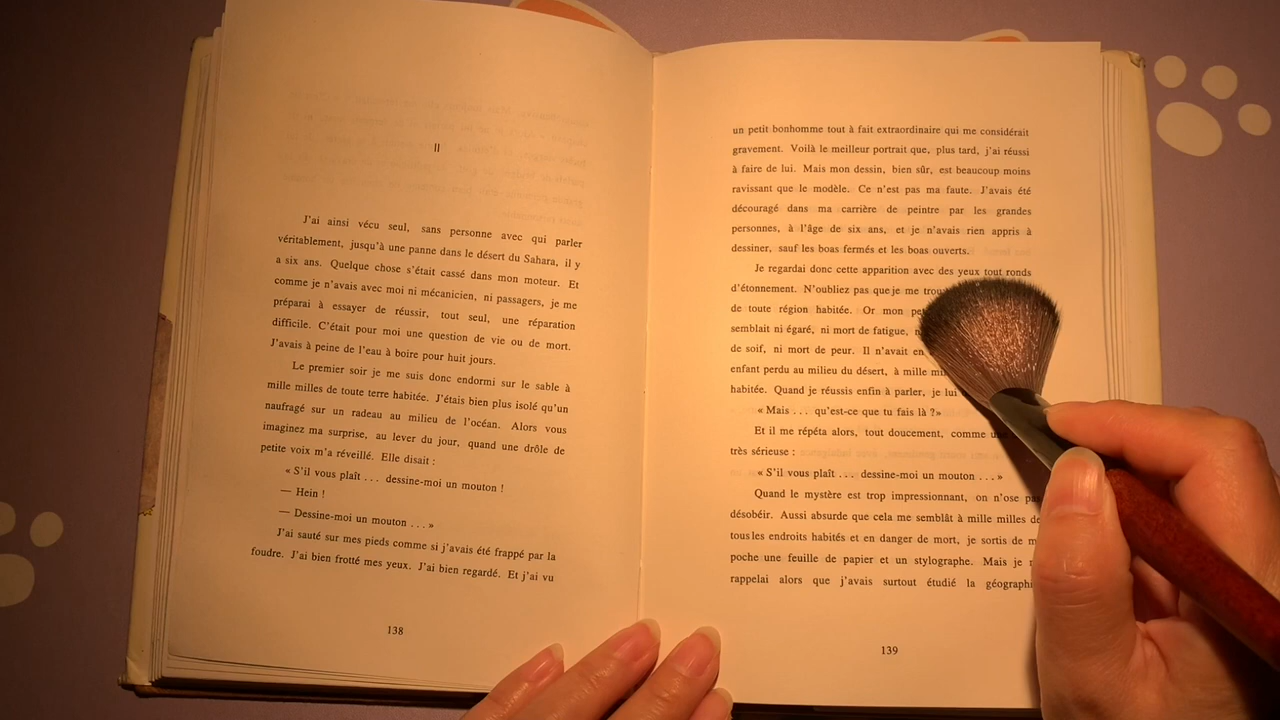 II
J'ai ainsi vécu seul, sans personne avec qui parler
véritablement, jusqu'à une panne dans le désert du Sahara, il y
a six ans. Quelque chose s'était cassé dans mon moteur. Et
comme je n'avais avec moi ni mécanicien, ni passagers, je me
préparai à essayer de réussir, tout seul, une réparation
difficile. C'était pour moi une question de vie ou de mort.
J'avais à peine de l'eau à boire pour huit jours.
Le premier soir je me suis donc endormi sur le sable à
mille milles de toute terre habitée. J'étais bien plus isolé qu'un
naufragé sur un radeau au milieu de l'océan. Alors vous
imaginez ma surprise, au lever du jour, quand une drôle de
petite voix m'a réveillé. Elle disait :
« S'il vous plaît . . . dessine-moi un mouton !
— Hein !
— Dessine-moi un mouton . . . »
J'ai sauté sur mes pieds comme si j'avais été frappé par la
foudre. J'ai bien frotté mes yeux. J'ai bien regardé. Et j'ai vu
138
un petit bonhomme tout à fait extraordinaire qui me considérait
gravement. Voilà le meilleur portrait que, plus tard, j'ai réussi
à faire de lui. Mais mon dessin, bien sûr, est beaucoup moins
ravissant que le modèle. Ce n'est pas ma faute. J'avais été
découragé dans ma carrière de peintre par les grandes
personnes, à l'âge de six ans, et je n'avais rien appris à
dessiner, sauf les boas fermés et les boas ouverts.
Je regardai donc cette apparition avec des yeux tout ronds
d'étonnement. N'oubliez pas que je me
de toute région habitée. Or mon
semblait ni égaré, ni mort de fatigue,
de soif, ni mort de peur. Il n'avait en
enfant perdu au milieu du désert, à mille
habitée. Quand je réussis enfin à parler, je lui
« Mais . . . qu'est-ce que tu fais là ?»
Et il me répéta alors, tout doucement, comme
très sérieuse :
« S'il vous plaît . . . dessine-moi un mouton . . . »
Quand le mystère est trop impressionnant, on n'ose
désobéir. Aussi absurde que cela me semblât à mille milles de
tous les endroits habités et en danger de mort, je sortis de
poche une feuille de papier et un stylographe. Mais je
rappelai alors que j'avais surtout étudié la
139